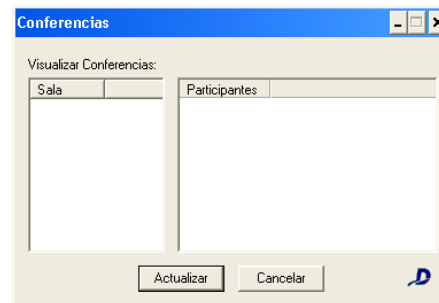 Conferencias
Visualizar Conferencias:
Sala Participantes
Actualizar Cancelar